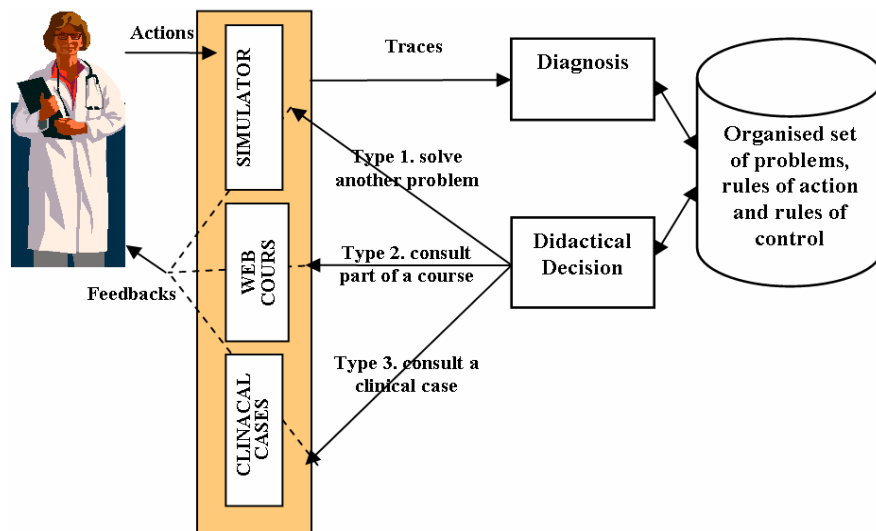 Actions
Feedbacks
SIMULATOR
WEB
COURS
CLINACAL
CASES
Traces
Type 1. solve
another problem
Type 2. consult
part of a course
Type 3. consult a
clinical case
Diagnosis
Didactical
Decision
Organised set
of problems,
rules of action
and rules of
control